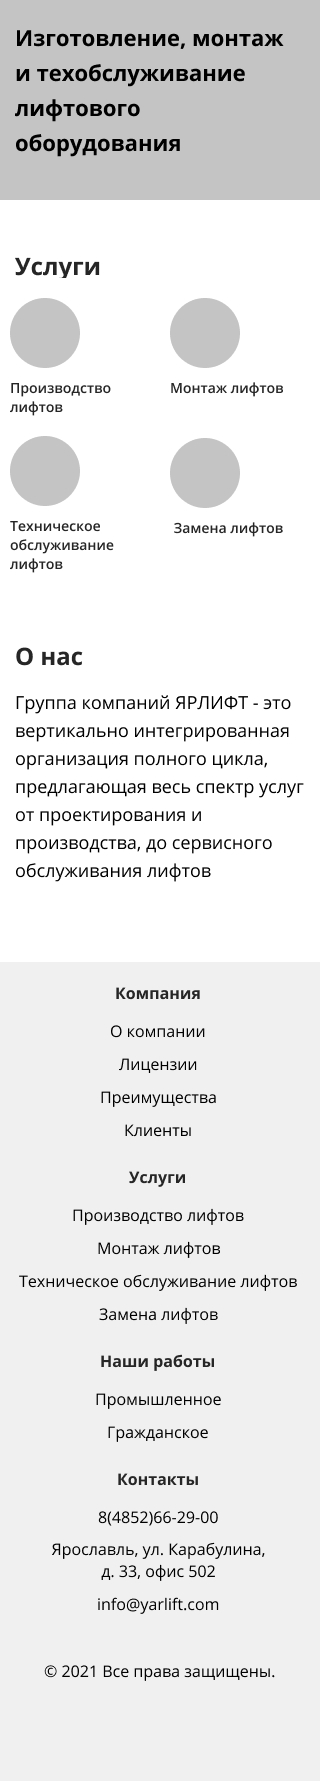 Изготовление, монтаж
и техобслуживание
лифтового
оборудования
Услуги
Производство
лифтов
Монтаж лифтов
Техническое
обслуживание
лифтов
Замена лифтов
О нас
Группа компаний ЯРЛИФТ - это
вертикально интегрированная
организация полного цикла,
предлагающая весь спектр услуг
от проектирования и
производства, до сервисного
обслуживания лифтов
Компания
О компании
Лицензии
Преимущества
Клиенты
Услуги
Производство лифтов
Монтаж лифтов
Техническое обслуживание лифтов
Замена лифтов
Наши работы
Промышленное
Гражданское
Контакты
8(4852)66-29-00
Ярославль, ул. Карабулина,
д. 33, офис 502
info@yarlift.com
© 2021 Все права защищены.